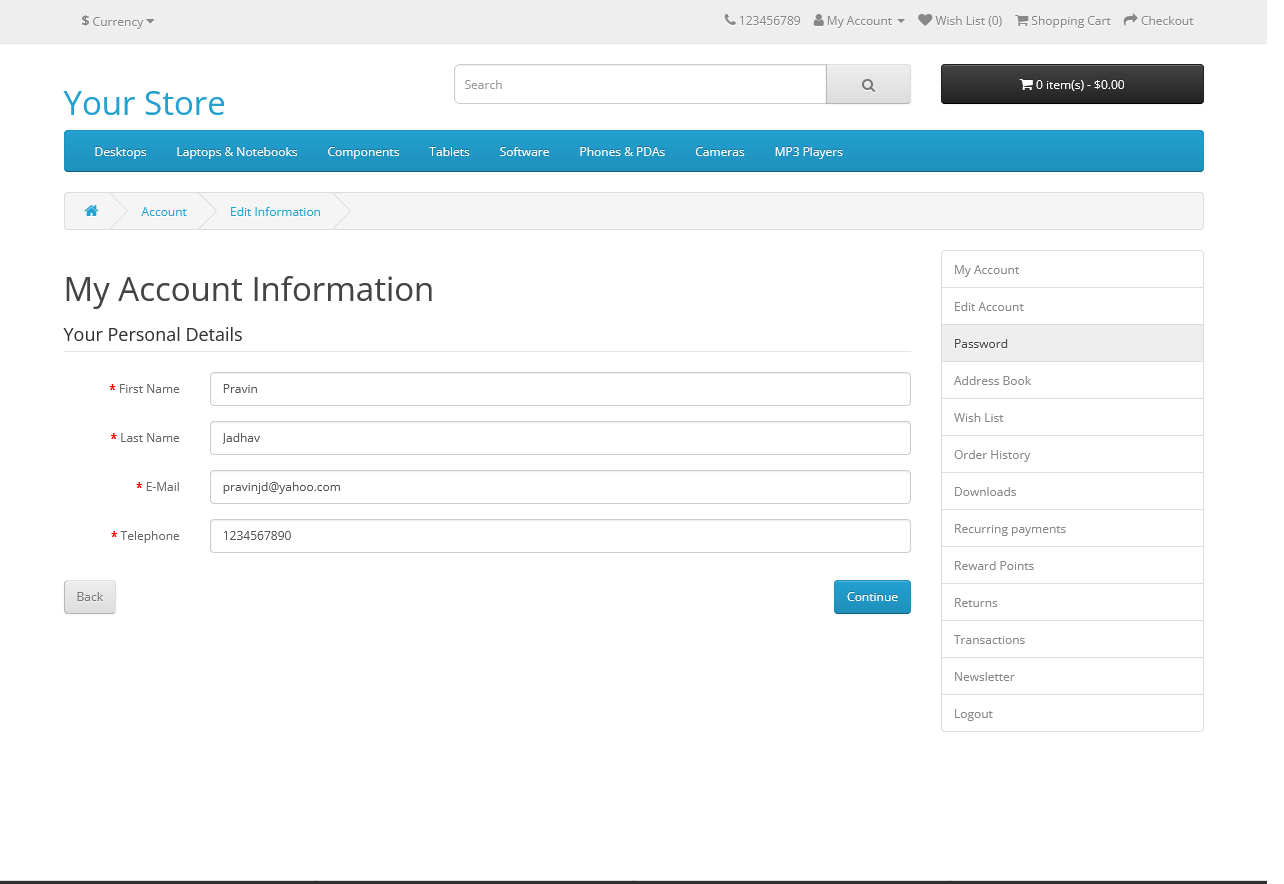 $ Currency
123456789 My Account Wish List (0) Shopping Cart Checkout
Your Store
Search
0 item(s) - $0.00
Desktops Laptops & Notebooks Components Tablets Software Phones & PDAs Cameras MP3 Players
Account Edit Information
My Account Information
Your Personal Details
* First Name Pravin
* Last Name Jadhav
* E-Mail pravinjd@yahoo.com
* Telephone 1234567890
Back Continue
My Account
Edit Account
Password
Address Book
Wish List
Order History
Downloads
Recurring payments
Reward Points
Returns
Transactions
Newsletter
Logout